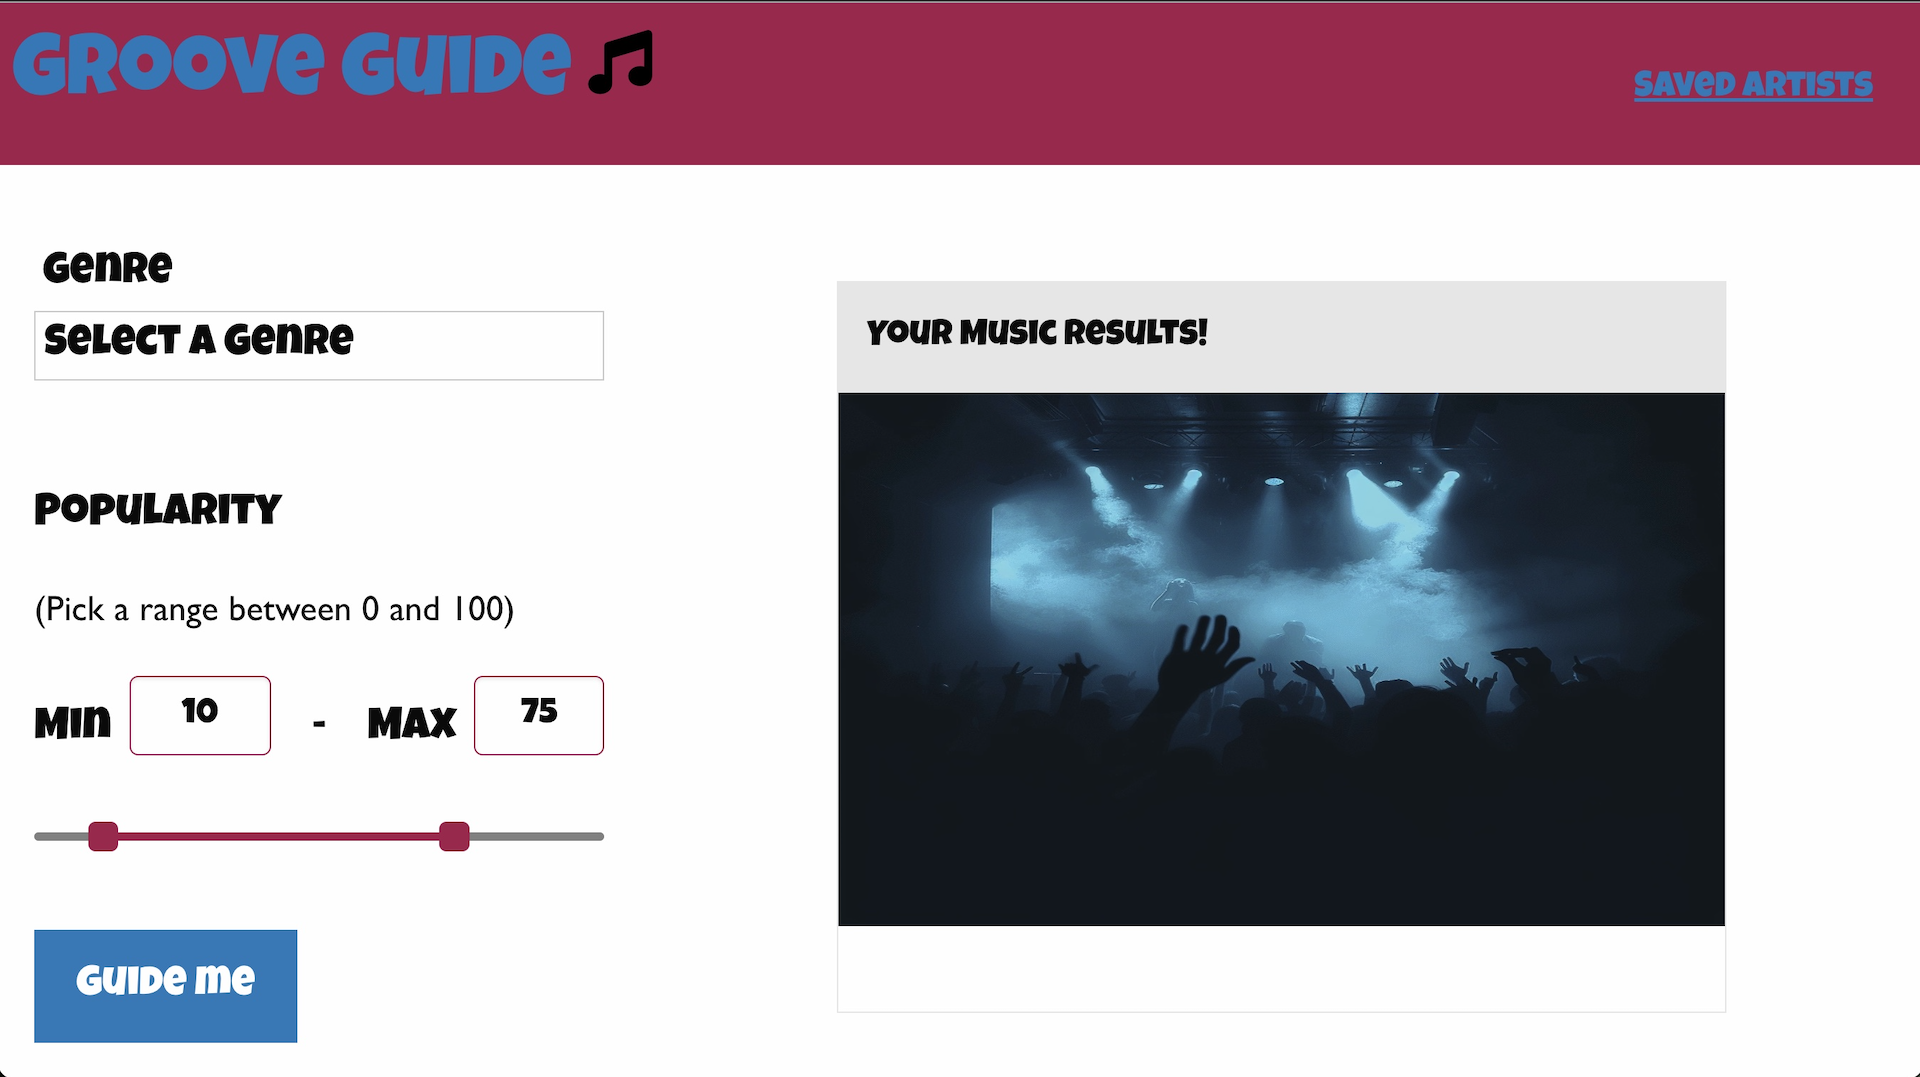 Groove Guide
Saved Artists
Genre
Select a Genre
Popularity
(Pick a range between 0 and 100)
Min 10 - Max 75
Guide Me
Your Music Results!